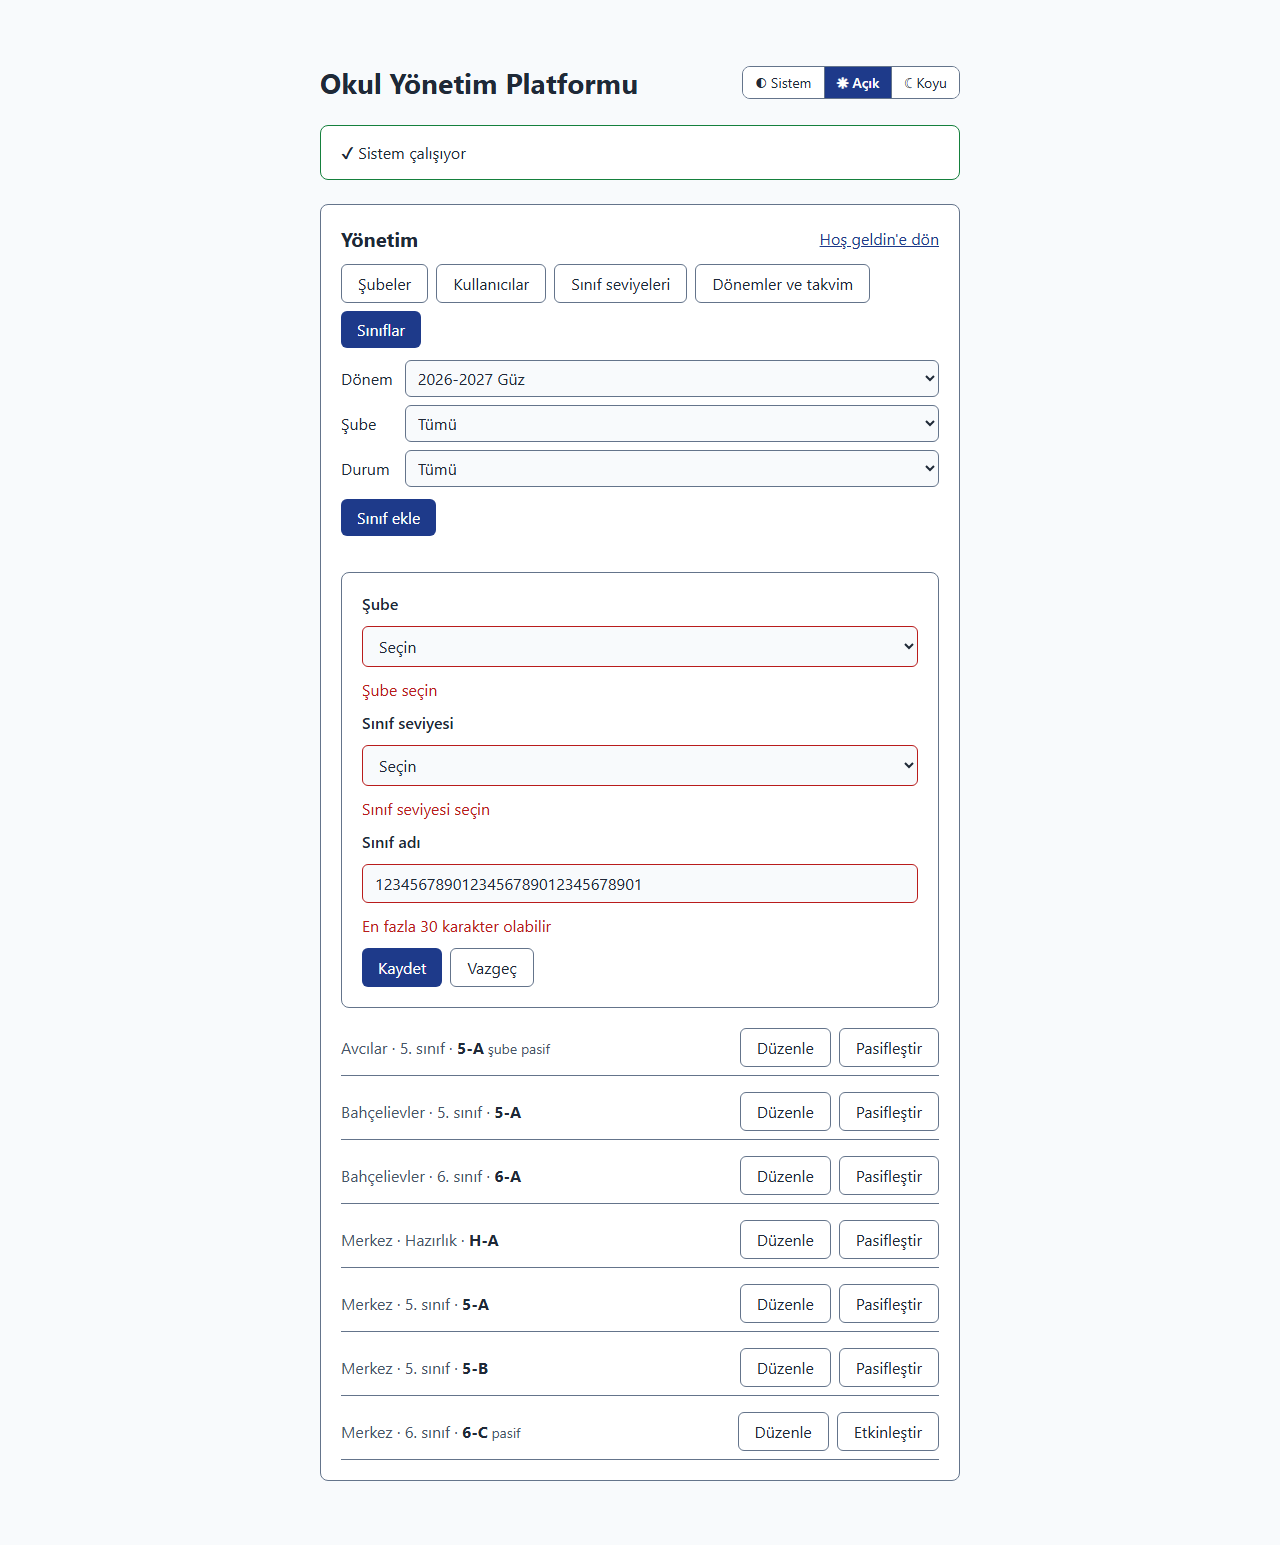 Okul Yönetim Platformu
◐ Sistem
❋ Açık
☾ Koyu
✓ Sistem çalışıyor
Yönetim
Hoş geldin'e dön
Şubeler
Kullanıcılar
Sınıf seviyeleri
Dönemler ve takvim
Sınıflar
Dönem
2026-2027 Güz
Şube
Tümü
Durum
Tümü
Sınıf ekle
Şube
Seçin
Şube seçin
Sınıf seviyesi
Seçin
Sınıf seviyesi seçin
Sınıf adı
1234567890123456789012345678901
En fazla 30 karakter olabilir
Kaydet
Vazgeç
Avcılar · 5. sınıf · 5-A şube pasif
Düzenle
Pasifleştir
Bahçelievler · 5. sınıf · 5-A
Düzenle
Pasifleştir
Bahçelievler · 6. sınıf · 6-A
Düzenle
Pasifleştir
Merkez · Hazırlık · H-A
Düzenle
Pasifleştir
Merkez · 5. sınıf · 5-A
Düzenle
Pasifleştir
Merkez · 5. sınıf · 5-B
Düzenle
Pasifleştir
Merkez · 6. sınıf · 6-C pasif
Düzenle
Etkinleştir